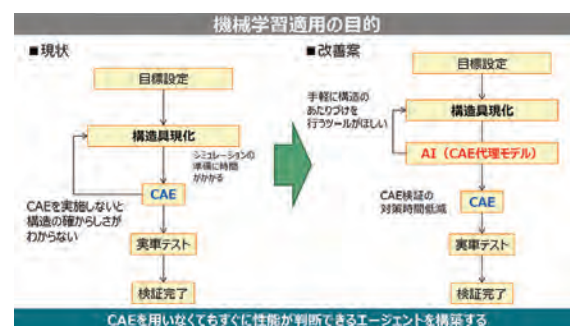 機械学習適用の目的
■現状
目標設定
構造具現化
シミュレーションの
準備に時間
がかかる
CAE
CAEを実施しないと
構造の確からしさが
わからない
実車テスト
検証完了
■改善案
目標設定
手軽に構造の
あたりづけを
行うツールがほしい
構造具現化
AI（CAE代理モデル）
CAE検証の
対策時間低減
CAE
実車テスト
検証完了
CAEを用いなくてもすぐに性能が判断できるエージェントを構築する